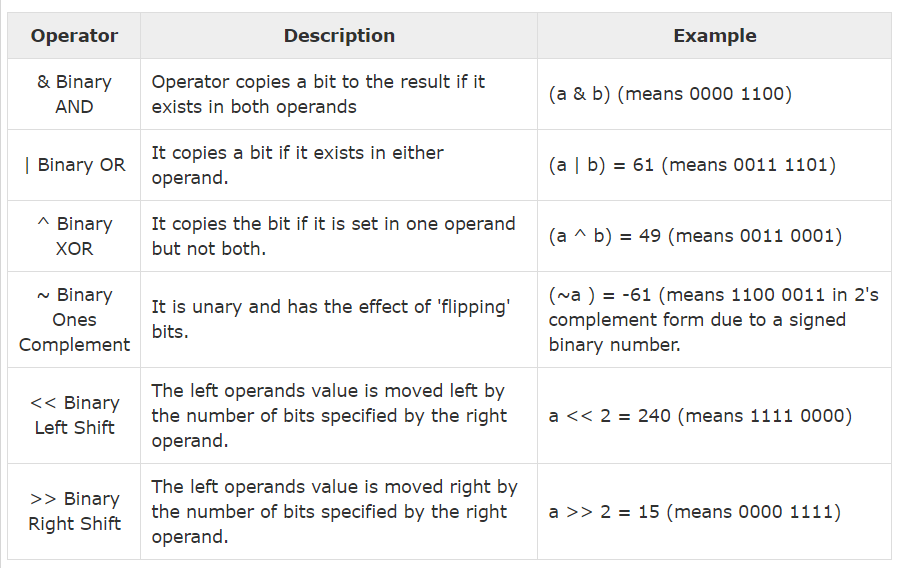 Operator Description Example
& Binary AND
Operator copies a bit to the result if it
exists in both operands
(a & b) (means 0000 1100)
| Binary OR
It copies a bit if it exists in either
operand.
(a | b) = 61 (means 0011 1101)
^ Binary
XOR
It copies the bit if it is set in one operand
but not both.
(a ^ b) = 49 (means 0011 0001)
~ Binary
Ones
Complement
It is unary and has the effect of 'flipping'
bits.
(~a ) = -61 (means 1100 0011 in 2's
complement form due to a signed
binary number.
<< Binary
Left Shift
The left operands value is moved left by
the number of bits specified by the right
operand.
a << 2 = 240 (means 1111 0000)
>> Binary
Right Shift
The left operands value is moved right by
the number of bits specified by the right
operand.
a >> 2 = 15 (means 0000 1111)